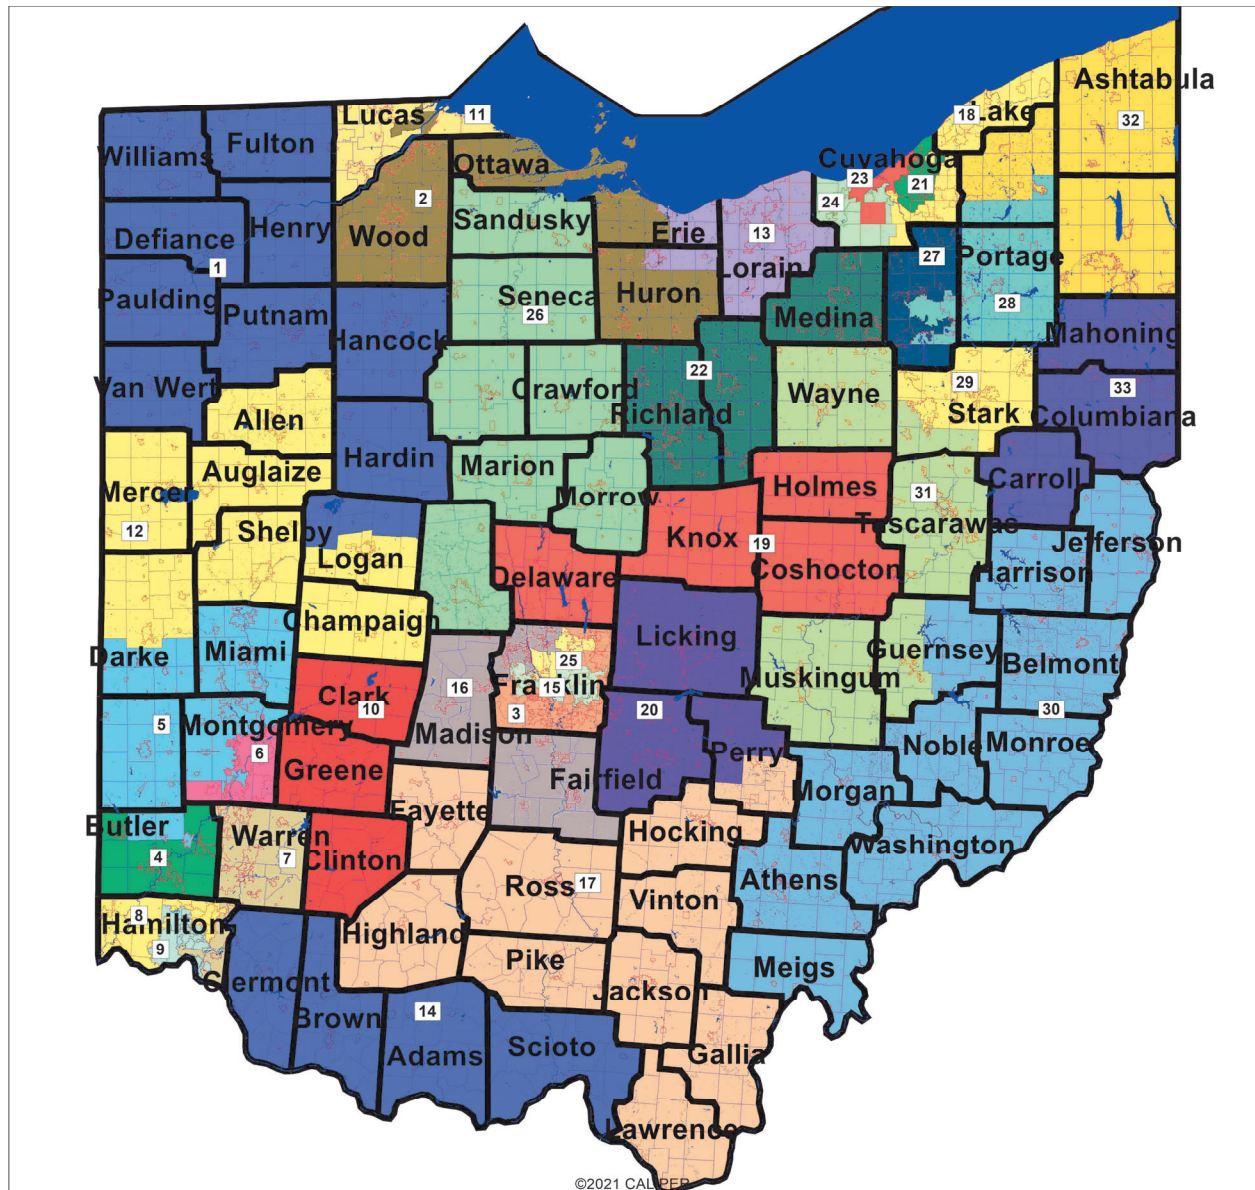 Ashtabula
32
Lucas
11
18
Lake
Williams
Fulton
Cuyahoga
23
21
24
Ottawa
2
Henry
Wood
Sandusky
Erie
13
27
Defiance
1
Lorain
Portage
Paulding
Putnam
Seneca
26
Huron
Medina
28
Mahoning
Hancock
Van Wert
Crawford
22
Richland
Wayne
29
Stark
33
Columbiana
Allen
Hardin
Auglaize
Marion
Morrow
Holmes
Carroll
Mercer
12
31
Tuscarawas
Shelby
Logan
Knox
19
Coshocton
Jefferson
Harrison
Delaware
Champaign
Licking
Guernsey
Belmont
Darke
Miami
25
Franklin
15
3
Muskingum
Clark
10
16
Madison
20
30
5
Montgomery
6
Greene
Fairfield
Perry
Noble
Monroe
Morgan
Fayette
Butler
4
Warren
7
Clinton
Hocking
Washington
Ross
17
Athens
Vinton
8
Hamilton
9
Highland
Pike
Meigs
Clermont
Jackson
Brown
14
Adams
Scioto
Gallia
Lawrence
©2021 CALIPER